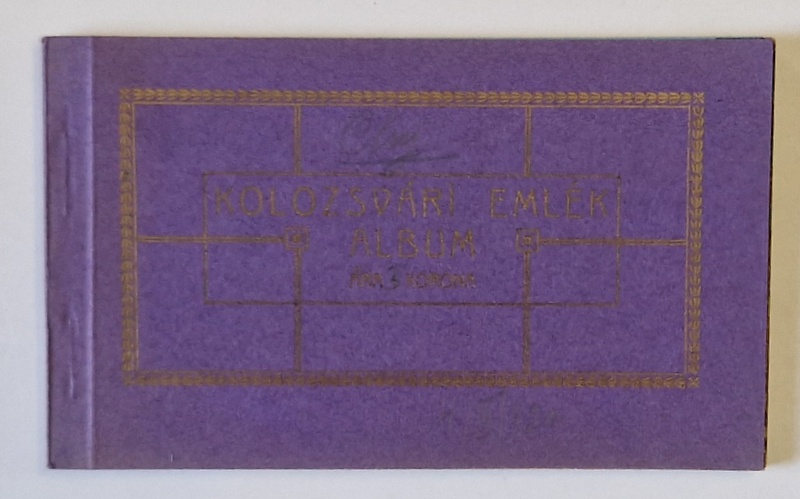 KOLOZSVÁRI EMLÉK
ALBUM
ÁRA 3 KORONA